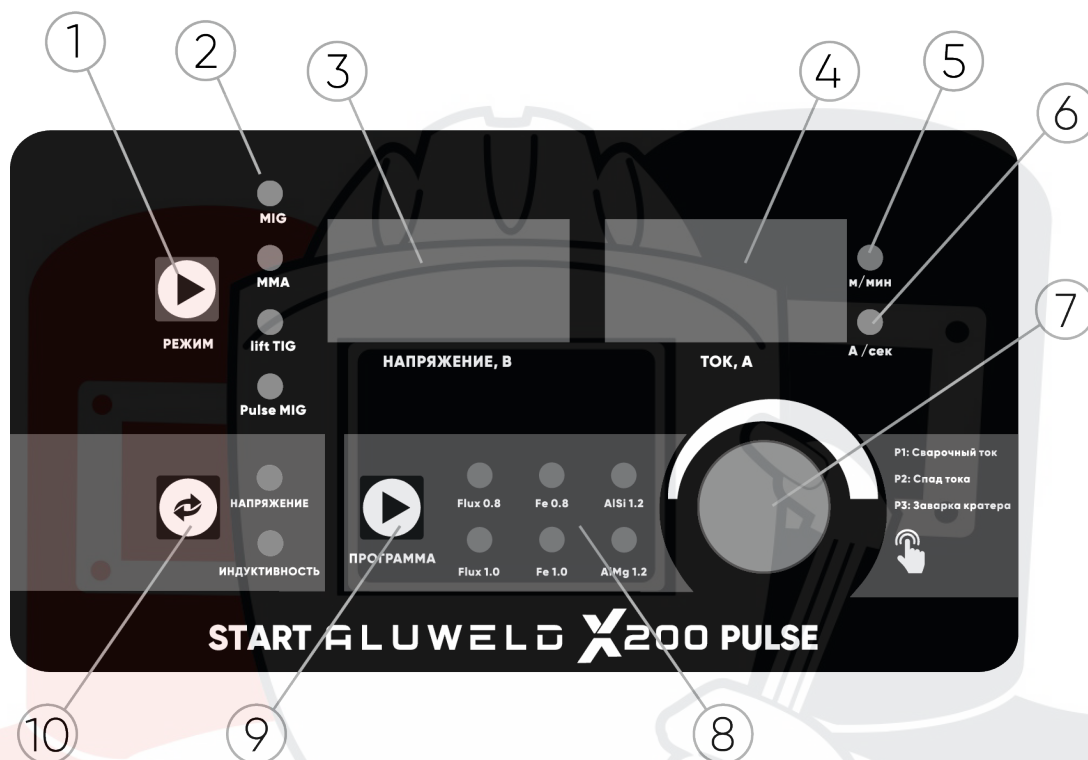 1
2
3
4
5
6
MIG
MMA
м/мин
7
РЕЖИМ
lift TIG
А /сек
НАПРЯЖЕНИЕ, В
ТОК, А
Pulse MIG
P1: Сварочный ток
P2: Спад тока
P3: Заварка кратера
НАПРЯЖЕНИЕ
Flux 0.8
Fe 0.8
AlSi 1.2
ПРОГРАММА
ИНДУКТИВНОСТЬ
Flux 1.0
Fe 1.0
AlMg 1.2
START ALUWELD X200 PULSE
10
9
8